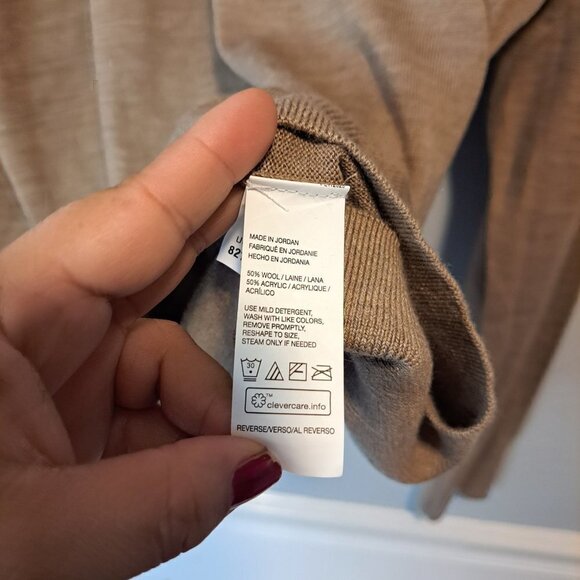 MADE IN JORDAN
FABRIQUÉ EN JORDANIE
HECHO EN JORDANIA
50% WOOL / LAINE / LANA
50% ACRYLIC / ACRYLIQUE /
ACRÍLICO
USE MILD DETERGENT,
WASH WITH LIKE COLORS,
REMOVE PROMPTLY,
RESHAPE TO SIZE,
STEAM ONLY IF NEEDED
30
™
clevercare.info
REVERSE/VERSO/AL REVERSO